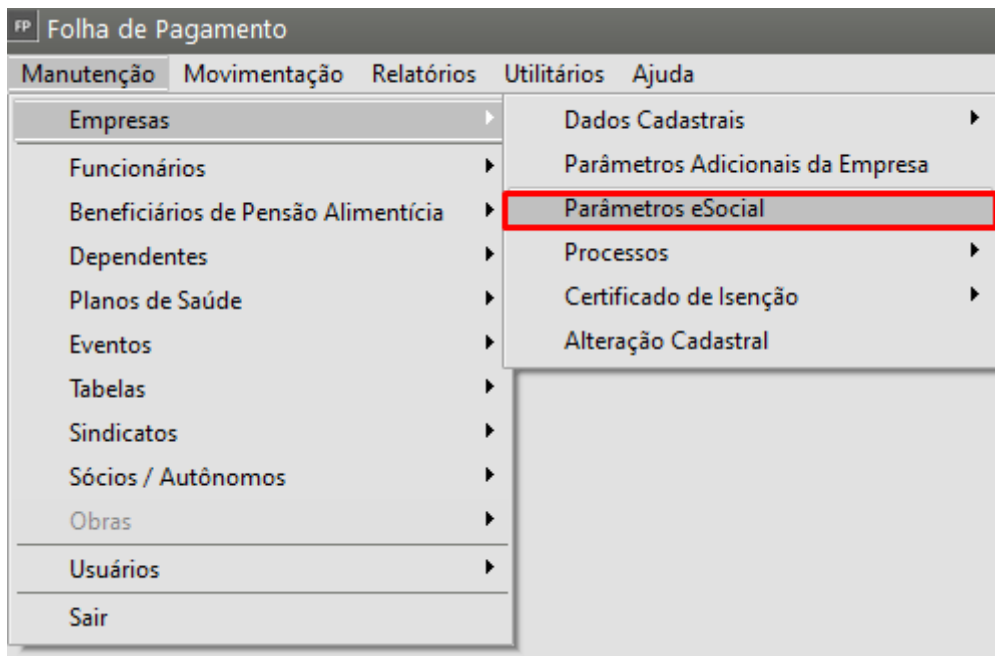 FP Folha de Pagamento
Manutenção Movimentação Relatórios Utilitários Ajuda
Empresas
Funcionários
Beneficiários de Pensão Alimentícia
Dependentes
Planos de Saúde
Eventos
Tabelas
Sindicatos
Sócios / Autônomos
Obras
Usuários
Sair
Dados Cadastrais
Parâmetros Adicionais da Empresa
Parâmetros eSocial
Processos
Certificado de Isenção
Alteração Cadastral